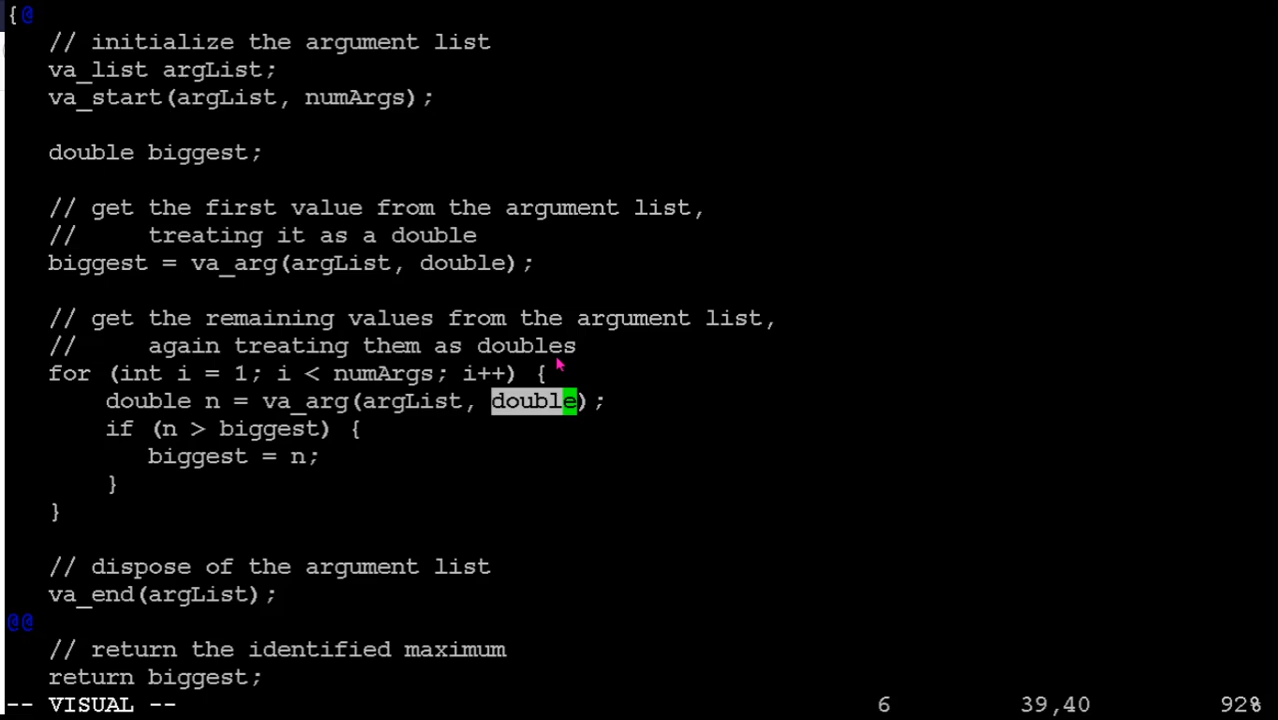 {@
// initialize the argument list
va_list argList;
va_start(argList, numArgs);
double biggest;
// get the first value from the argument list,
//     treating it as a double
biggest = va_arg(argList, double);
// get the remaining values from the argument list,
//     again treating them as doubles
for (int i = 1; i < numArgs; i++) {
double n = va_arg(argList, double);
if (n > biggest) {
biggest = n;
}
}
// dispose of the argument list
va_end(argList);
@@
// return the identified maximum
return biggest;
-- VISUAL -- 6 39,40 92%